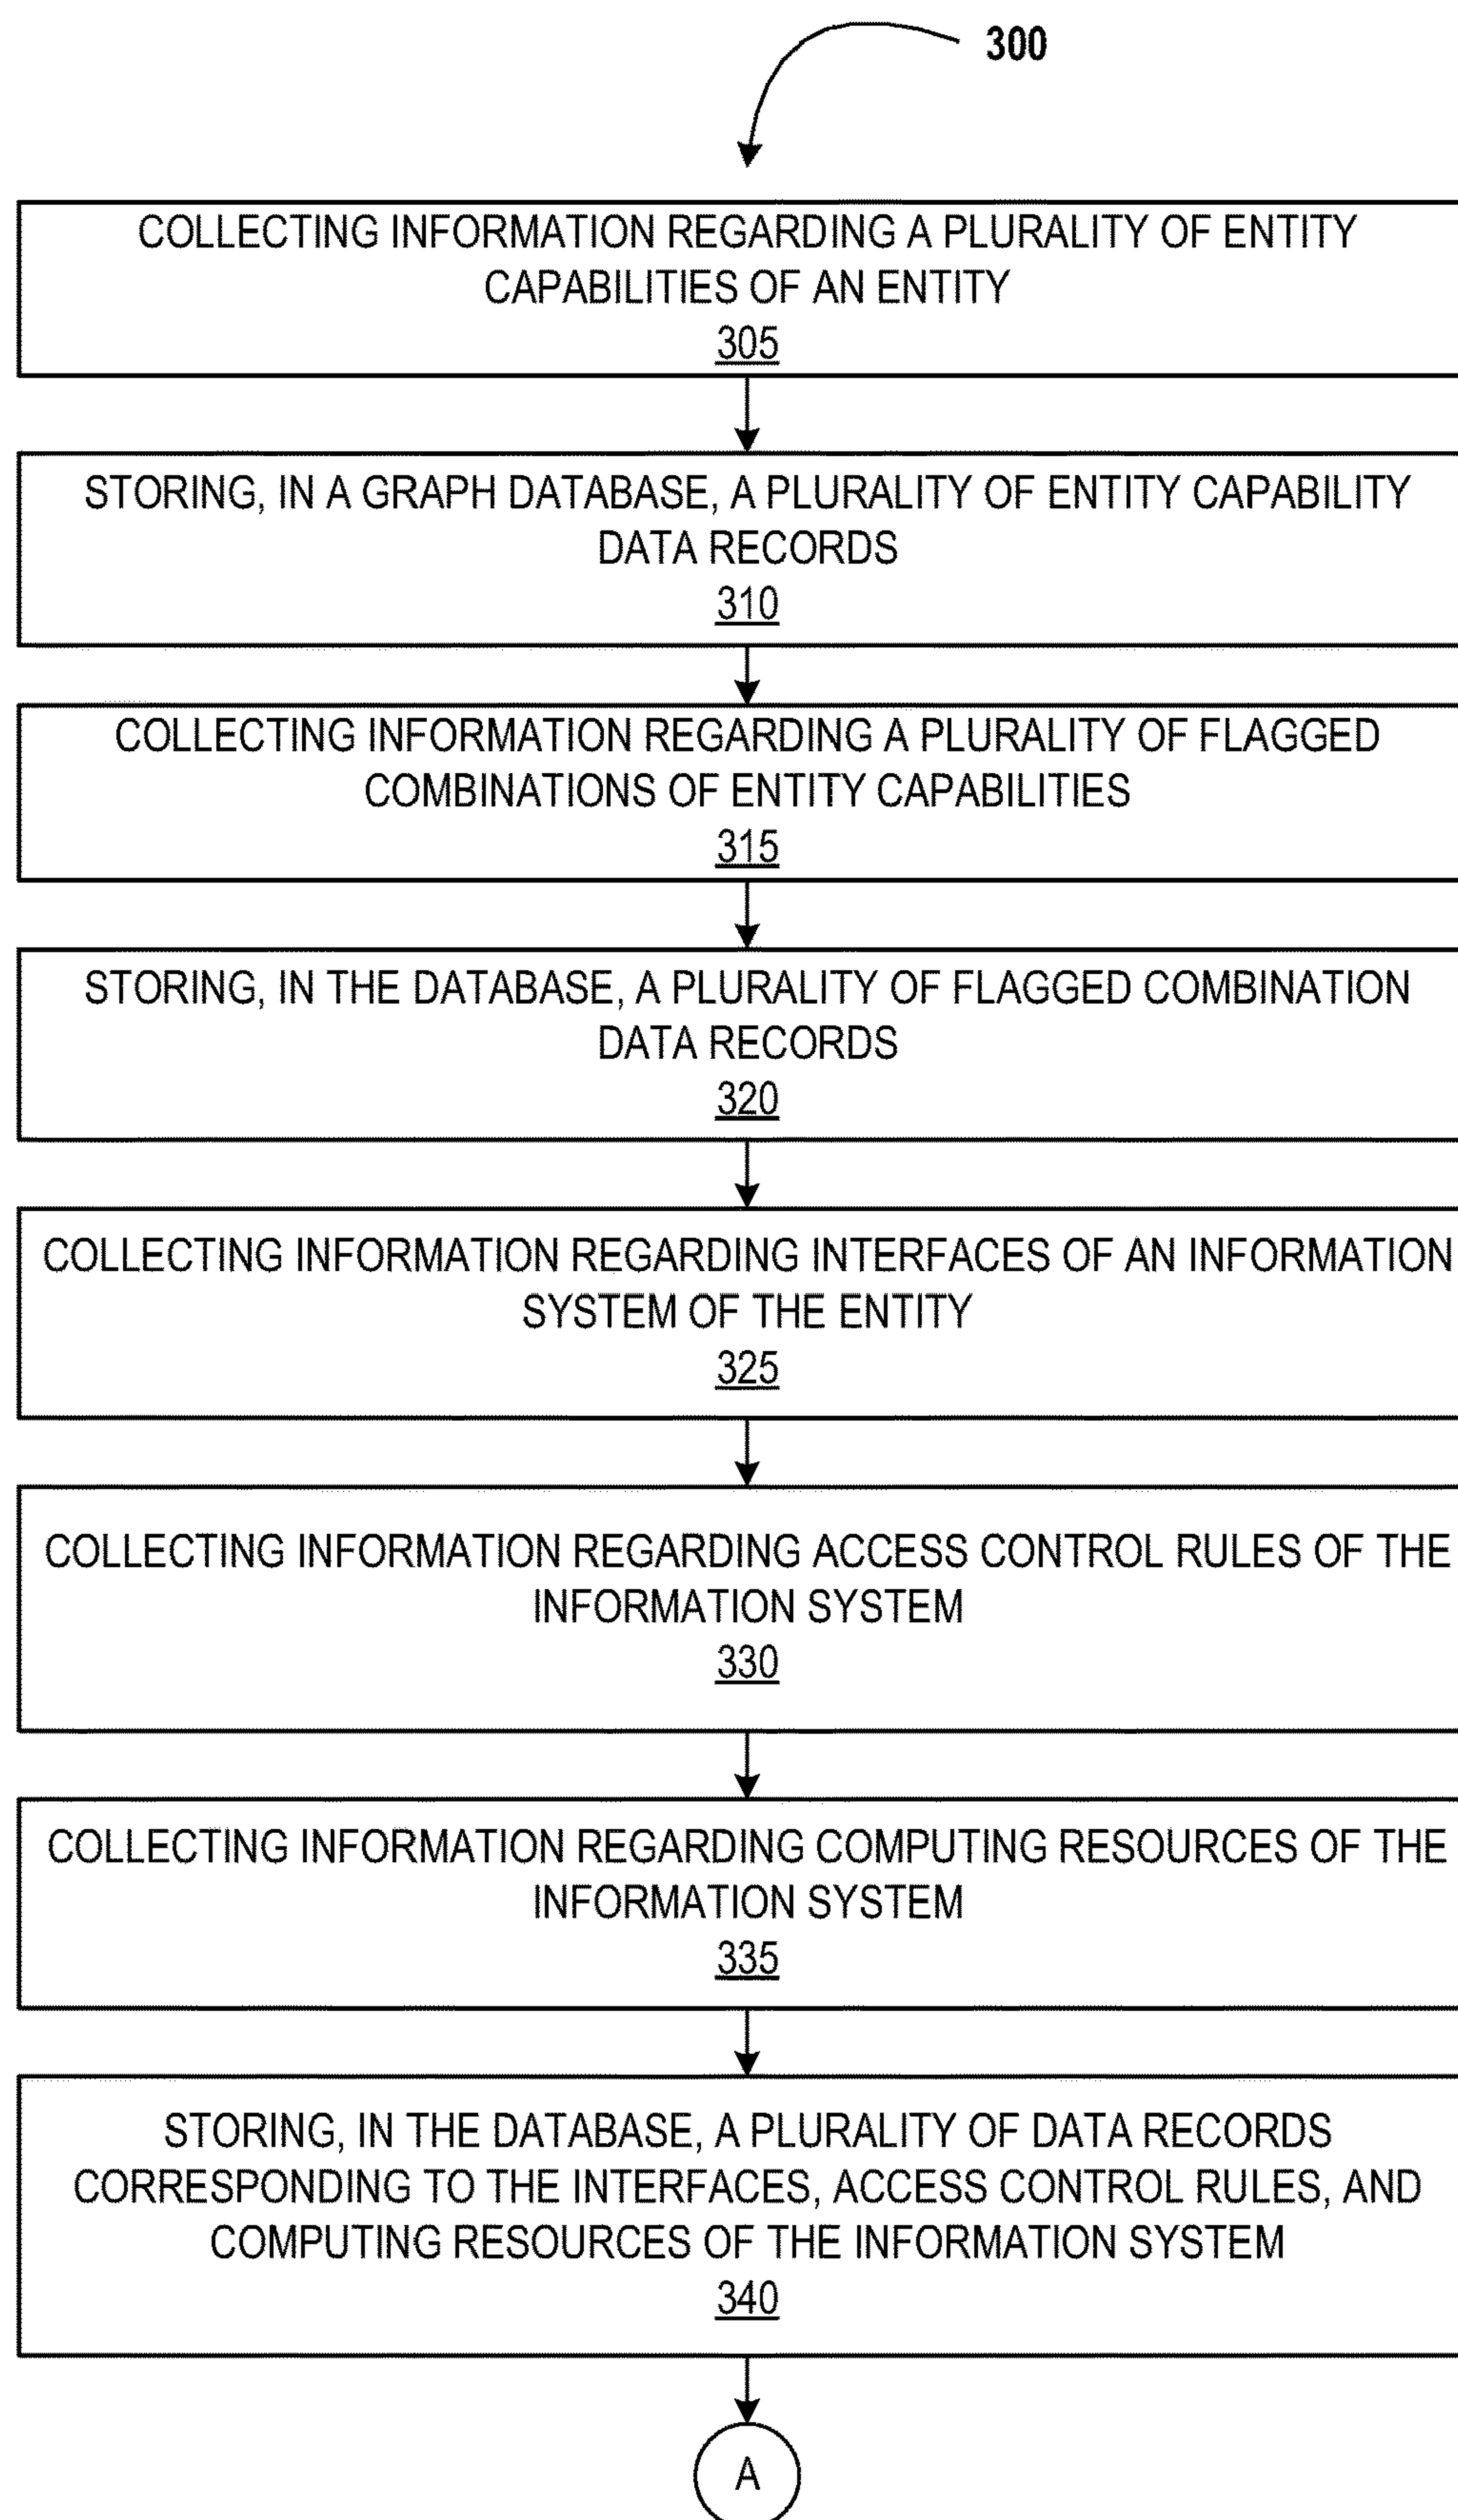 300
COLLECTING INFORMATION REGARDING A PLURALITY OF ENTITY
CAPABILITIES OF AN ENTITY
305
STORING, IN A GRAPH DATABASE, A PLURALITY OF ENTITY CAPABILITY
DATA RECORDS
310
COLLECTING INFORMATION REGARDING A PLURALITY OF FLAGGED
COMBINATIONS OF ENTITY CAPABILITIES
315
STORING, IN THE DATABASE, A PLURALITY OF FLAGGED COMBINATION
DATA RECORDS
320
COLLECTING INFORMATION REGARDING INTERFACES OF AN INFORMATION
SYSTEM OF THE ENTITY
325
COLLECTING INFORMATION REGARDING ACCESS CONTROL RULES OF THE
INFORMATION SYSTEM
330
COLLECTING INFORMATION REGARDING COMPUTING RESOURCES OF THE
INFORMATION SYSTEM
335
STORING, IN THE DATABASE, A PLURALITY OF DATA RECORDS
CORRESPONDING TO THE INTERFACES, ACCESS CONTROL RULES, AND
COMPUTING RESOURCES OF THE INFORMATION SYSTEM
340
A